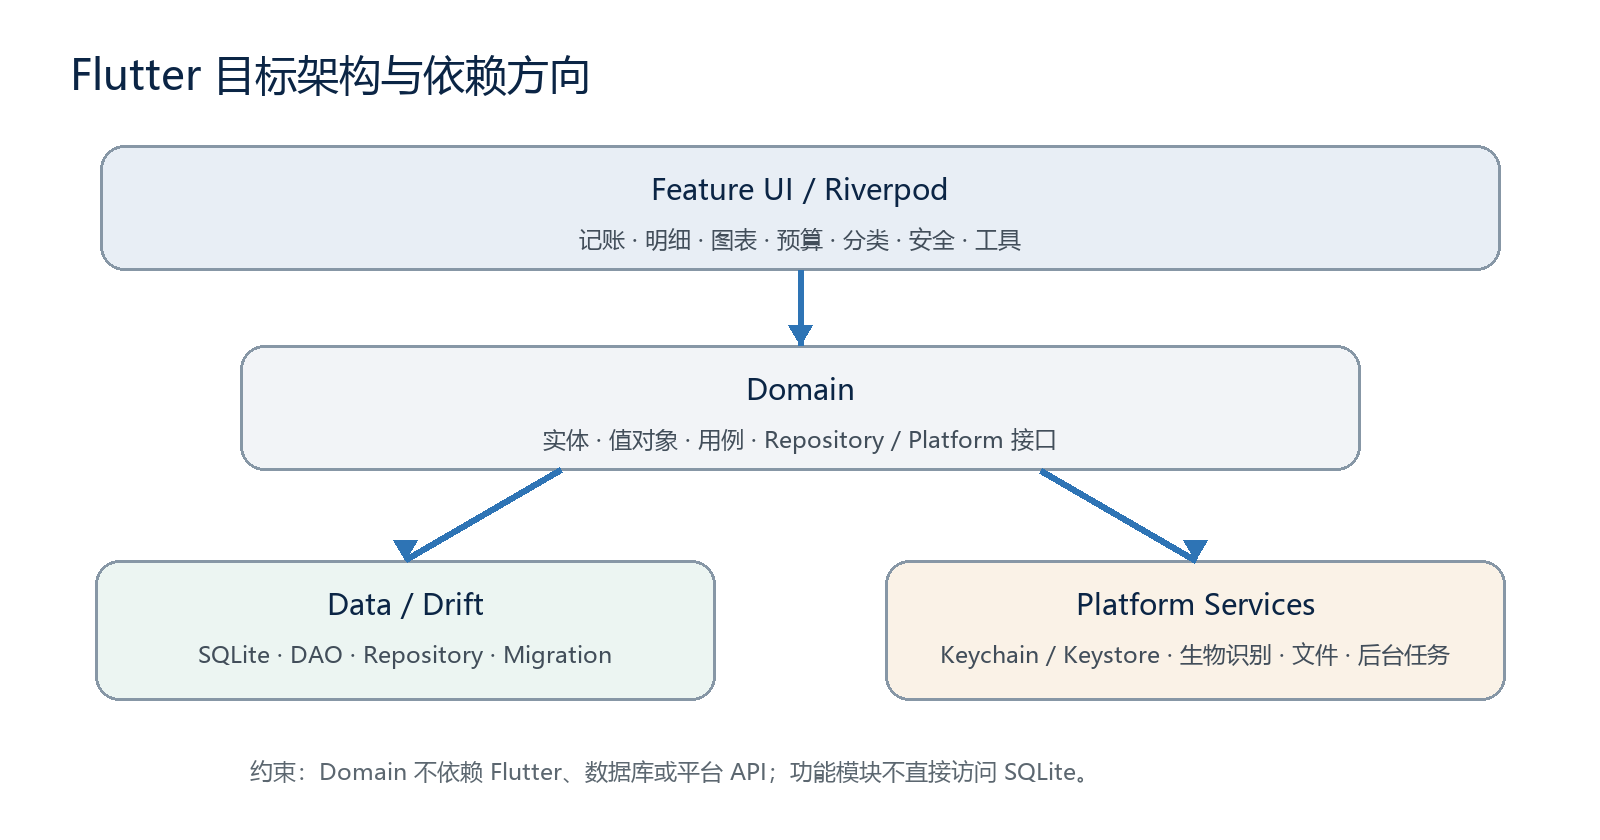 Flutter 目标架构与依赖方向
Feature UI / Riverpod
记账 · 明细 · 图表 · 预算 · 分类 · 安全 · 工具
Domain
实体 · 值对象 · 用例 · Repository / Platform 接口
Data / Drift
SQLite · DAO · Repository · Migration
Platform Services
Keychain / Keystore · 生物识别 · 文件 · 后台任务
约束：Domain 不依赖 Flutter、数据库或平台 API；功能模块不直接访问 SQLite。